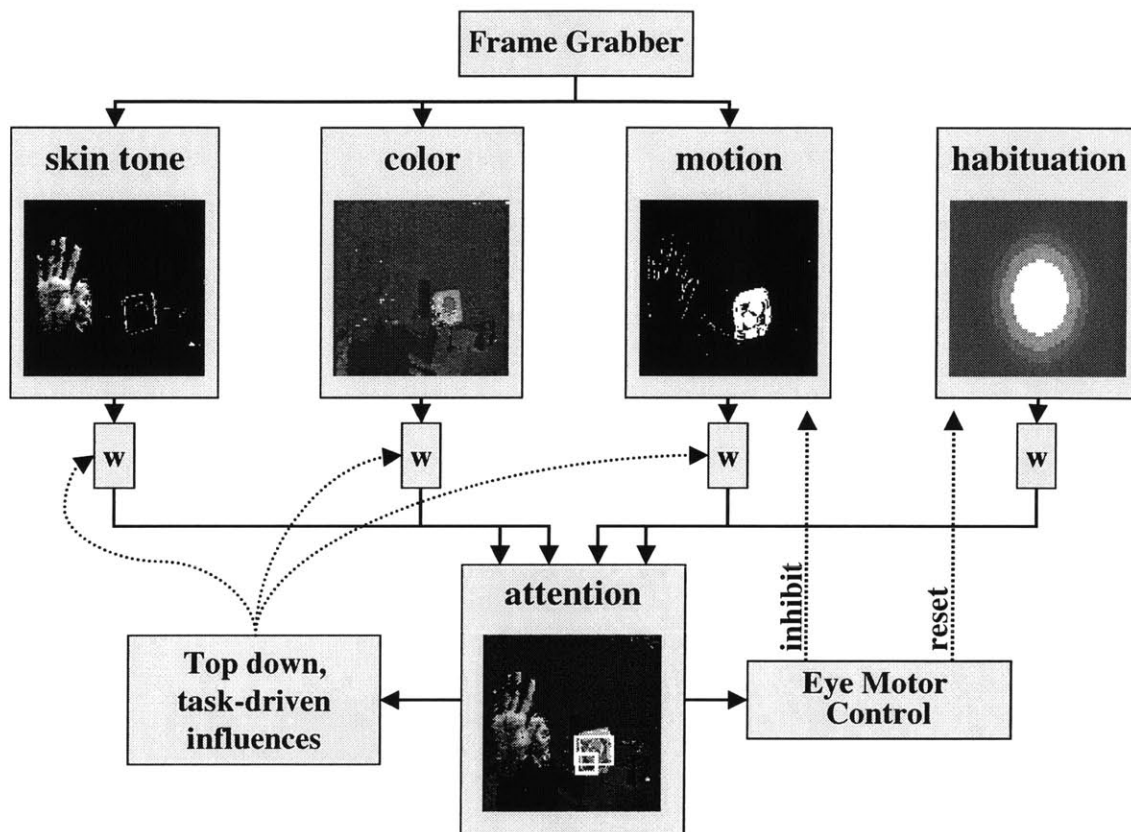 Frame Grabber
skin tone
color
motion
habituation
w
w
w
w
inhibit
reset
attention
Top down,
task-driven
influences
Eye Motor
Control